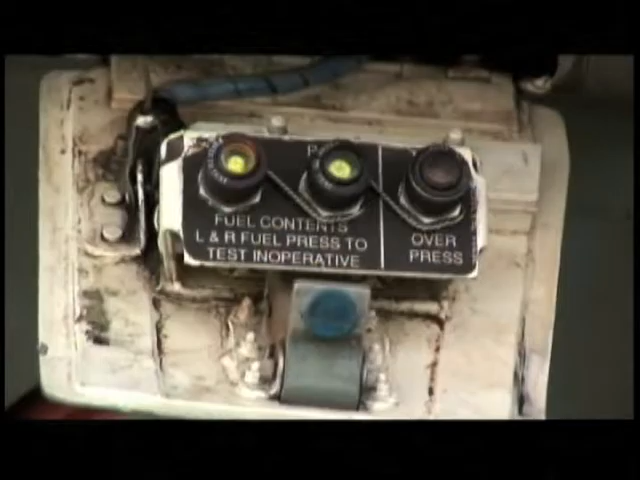 FUEL CONTENTS
L & R FUEL PRESS TO
TEST INOPERATIVE
OVER
PRESS